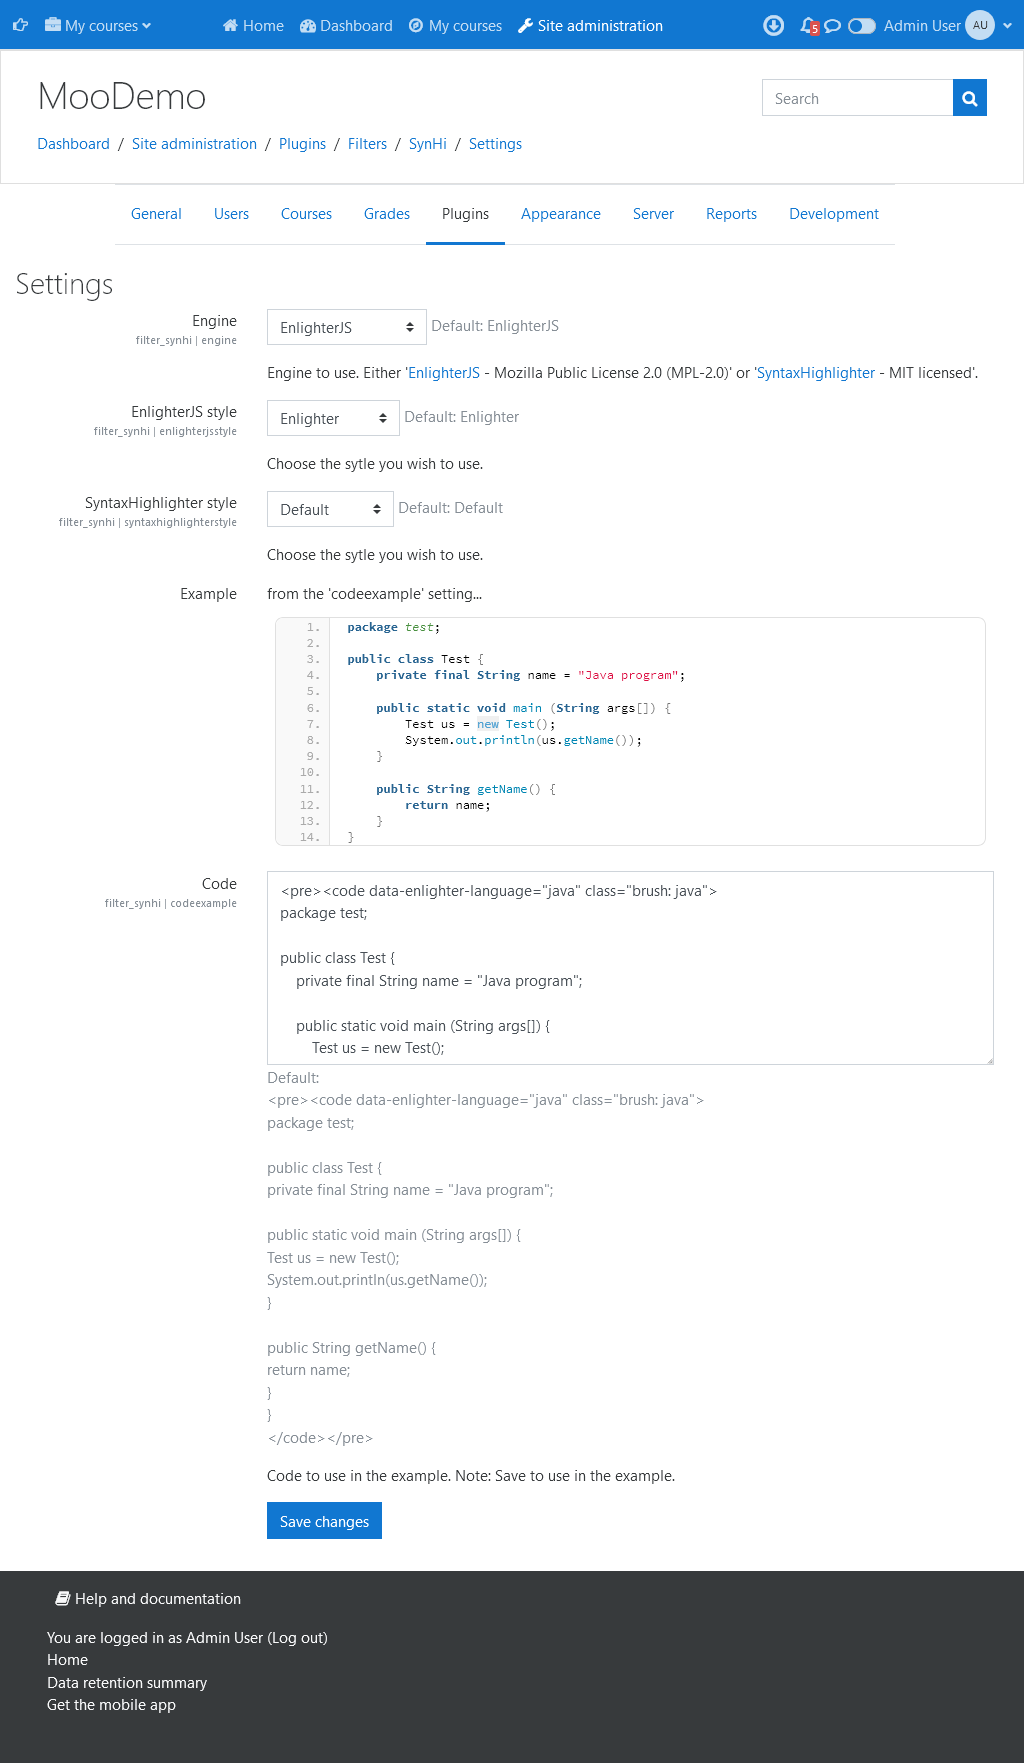 My courses Home Dashboard My courses Site administration 5 Admin User AU
MooDemo
Search
Dashboard / Site administration / Plugins / Filters / SynHi / Settings
General Users Courses Grades Plugins Appearance Server Reports Development
Settings
Engine EnlighterJS Default: EnlighterJS
filter_synhi | engine
Engine to use. Either 'EnlighterJS - Mozilla Public License 2.0 (MPL-2.0)' or 'SyntaxHighlighter - MIT licensed'.
EnlighterJS style Enlighter Default: Enlighter
filter_synhi | enlighterjsstyle
Choose the sytle you wish to use.
SyntaxHighlighter style Default Default: Default
filter_synhi | syntaxhighlighterstyle
Choose the sytle you wish to use.
Example from the 'codeexample' setting...
1. package test;
2.
3. public class Test {
4.     private final String name = "Java program";
5.
6.     public static void main (String args[]) {
7.         Test us = new Test();
8.         System.out.println(us.getName());
9.     }
10.
11.     public String getName() {
12.         return name;
13.     }
14. }
Code
filter_synhi | codeexample
<pre><code data-enlighter-language="java" class="brush: java">
package test;
public class Test {
    private final String name = "Java program";
    public static void main (String args[]) {
        Test us = new Test();
Default:
<pre><code data-enlighter-language="java" class="brush: java">
package test;
public class Test {
private final String name = "Java program";
public static void main (String args[]) {
Test us = new Test();
System.out.println(us.getName());
}
public String getName() {
return name;
}
}
</code></pre>
Code to use in the example. Note: Save to use in the example.
Save changes
Help and documentation
You are logged in as Admin User (Log out)
Home
Data retention summary
Get the mobile app